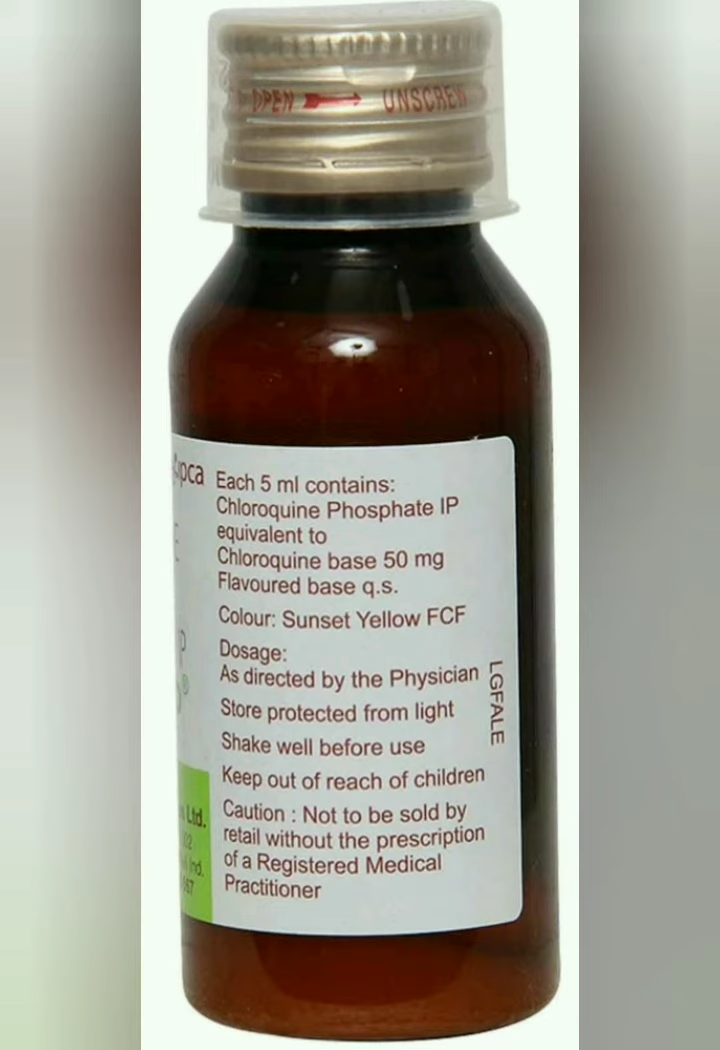 OPEN UNSCREW
Each 5 ml contains:
Chloroquine Phosphate IP
equivalent to
Chloroquine base 50 mg
Flavoured base q.s.
Colour: Sunset Yellow FCF
Dosage:
As directed by the Physician
Store protected from light
Shake well before use
Keep out of reach of children
Caution : Not to be sold by
retail without the prescription
of a Registered Medical
Practitioner
LGFALE
Ltd.